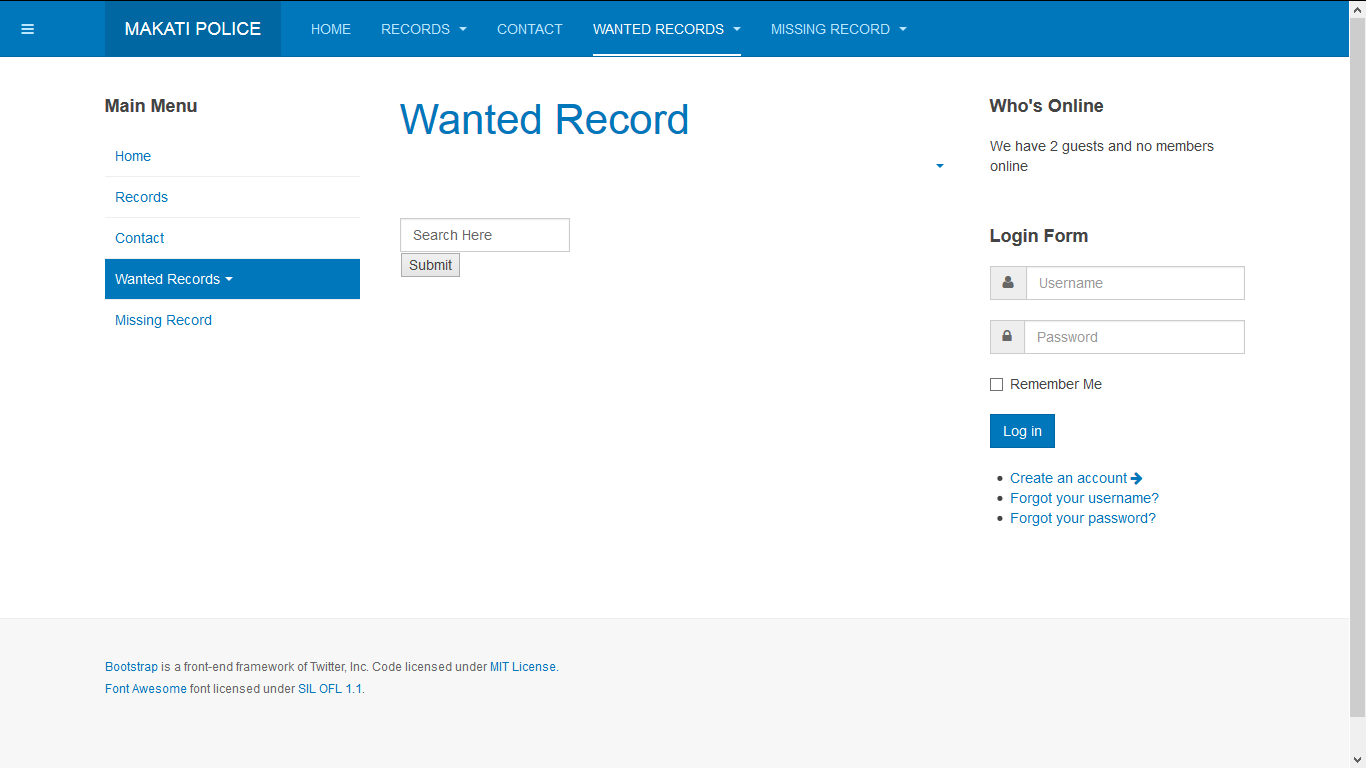 MAKATI POLICE HOME RECORDS CONTACT WANTED RECORDS MISSING RECORD
Main Menu
Home
Records
Contact
Wanted Records
Missing Record
Wanted Record
Search Here
Submit
Who's Online
We have 2 guests and no members
online
Login Form
Username
Password
Remember Me
Log in
Create an account
Forgot your username?
Forgot your password?
Bootstrap is a front-end framework of Twitter, Inc. Code licensed under MIT License.
Font Awesome font licensed under SIL OFL 1.1.